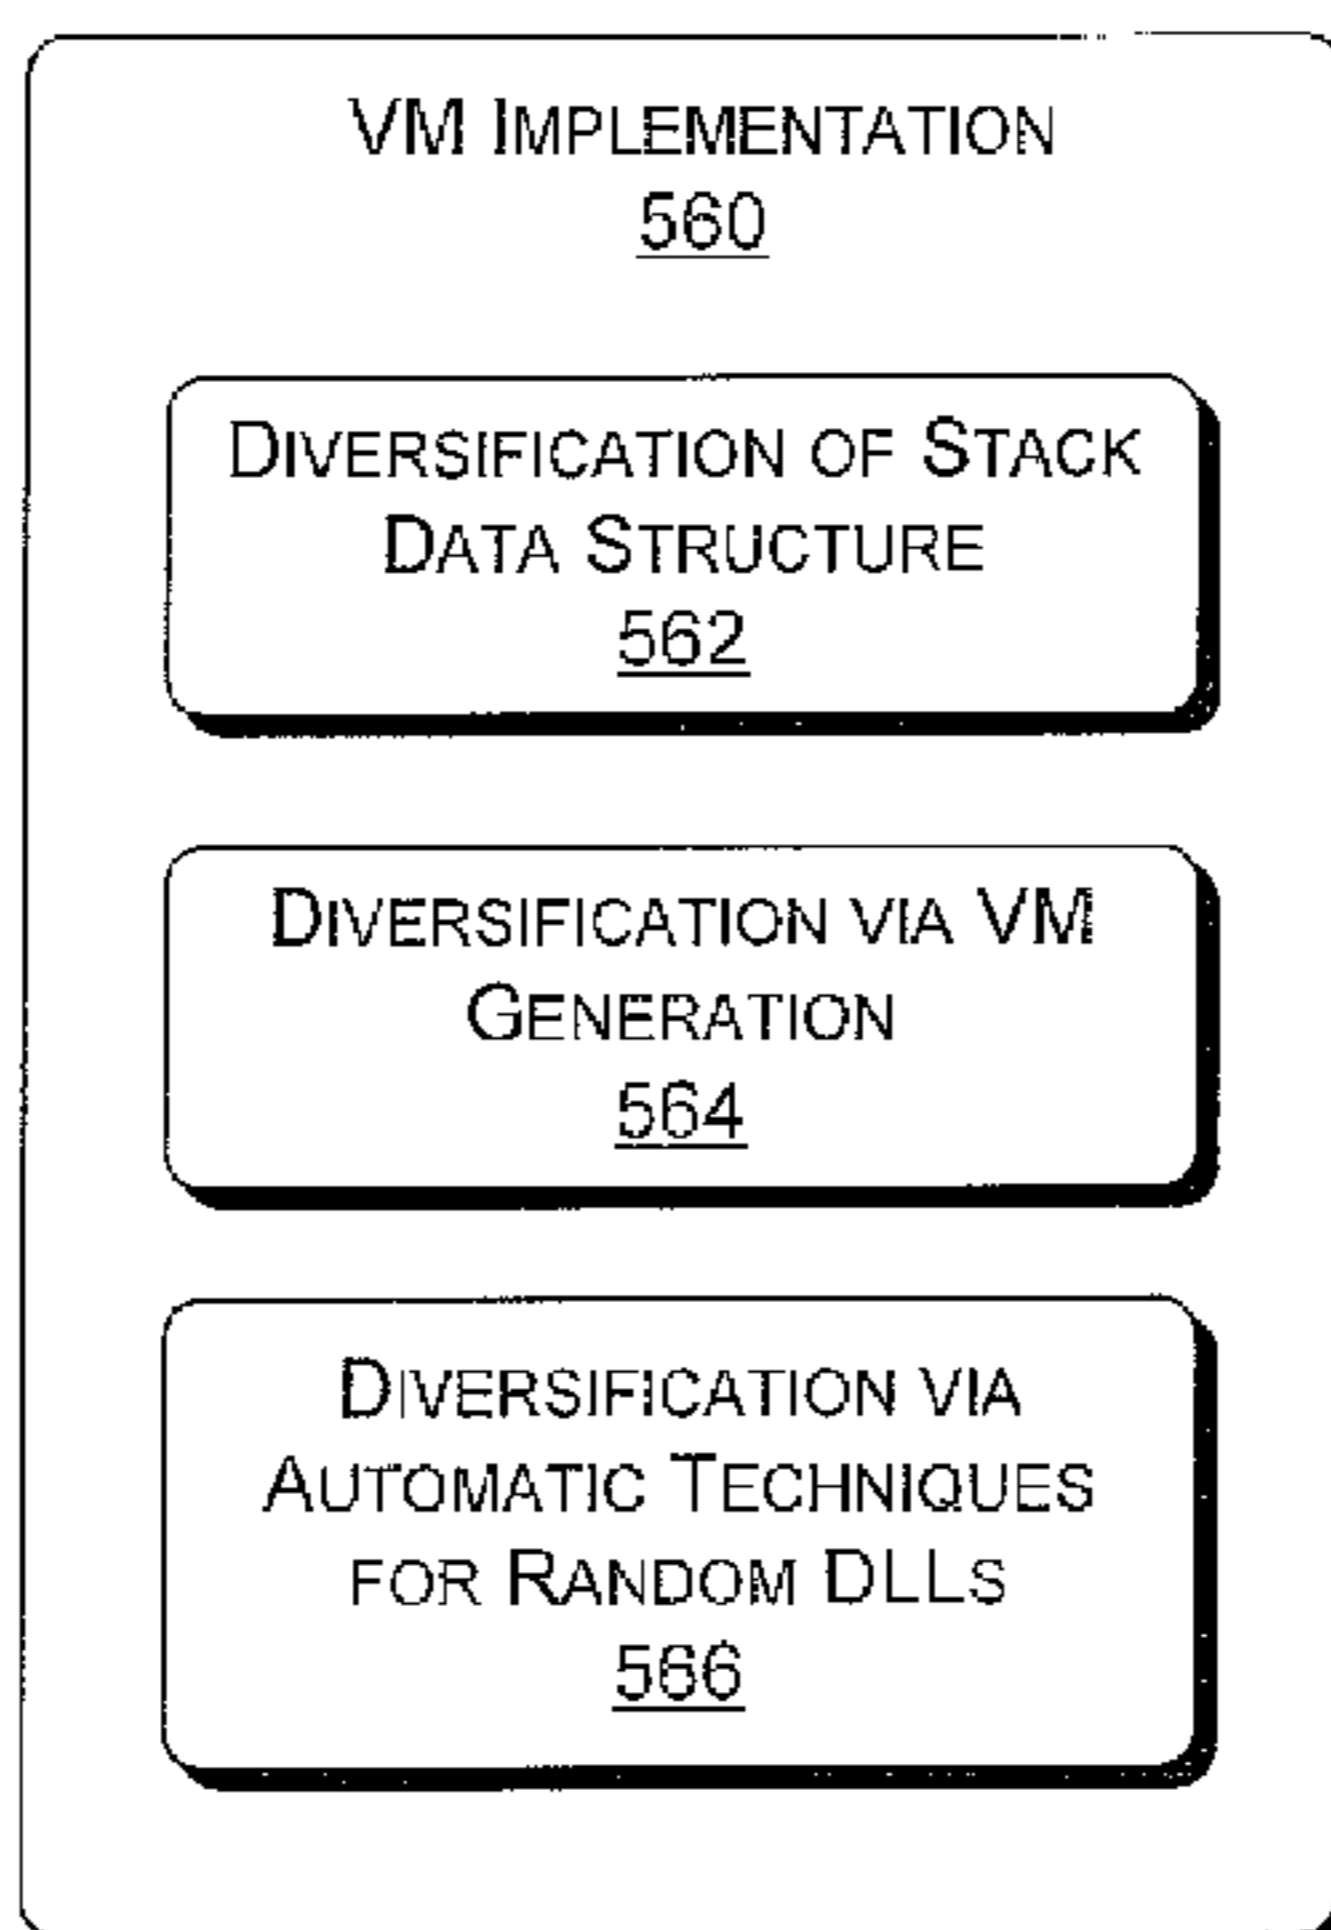 VM IMPLEMENTATION
560
DIVERSIFICATION OF STACK
DATA STRUCTURE
562
DIVERSIFICATION VIA VM
GENERATION
564
DIVERSIFICATION VIA
AUTOMATIC TECHNIQUES
FOR RANDOM DLLS
566